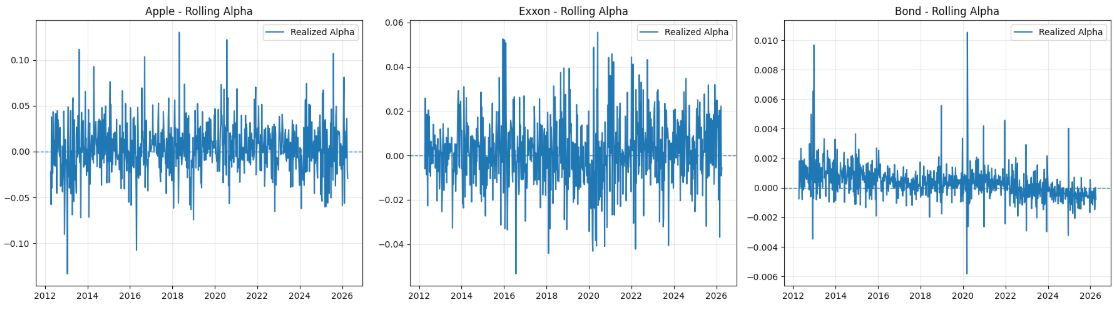 Apple - Rolling Alpha
Realized Alpha
0.10
0.05
0.00
−0.05
−0.10
2012 2014 2016 2018 2020 2022 2024 2026
Exxon - Rolling Alpha
Realized Alpha
0.06
0.04
0.02
0.00
−0.02
−0.04
2012 2014 2016 2018 2020 2022 2024 2026
Bond - Rolling Alpha
Realized Alpha
0.010
0.008
0.006
0.004
0.002
0.000
−0.002
−0.004
−0.006
2012 2014 2016 2018 2020 2022 2024 2026